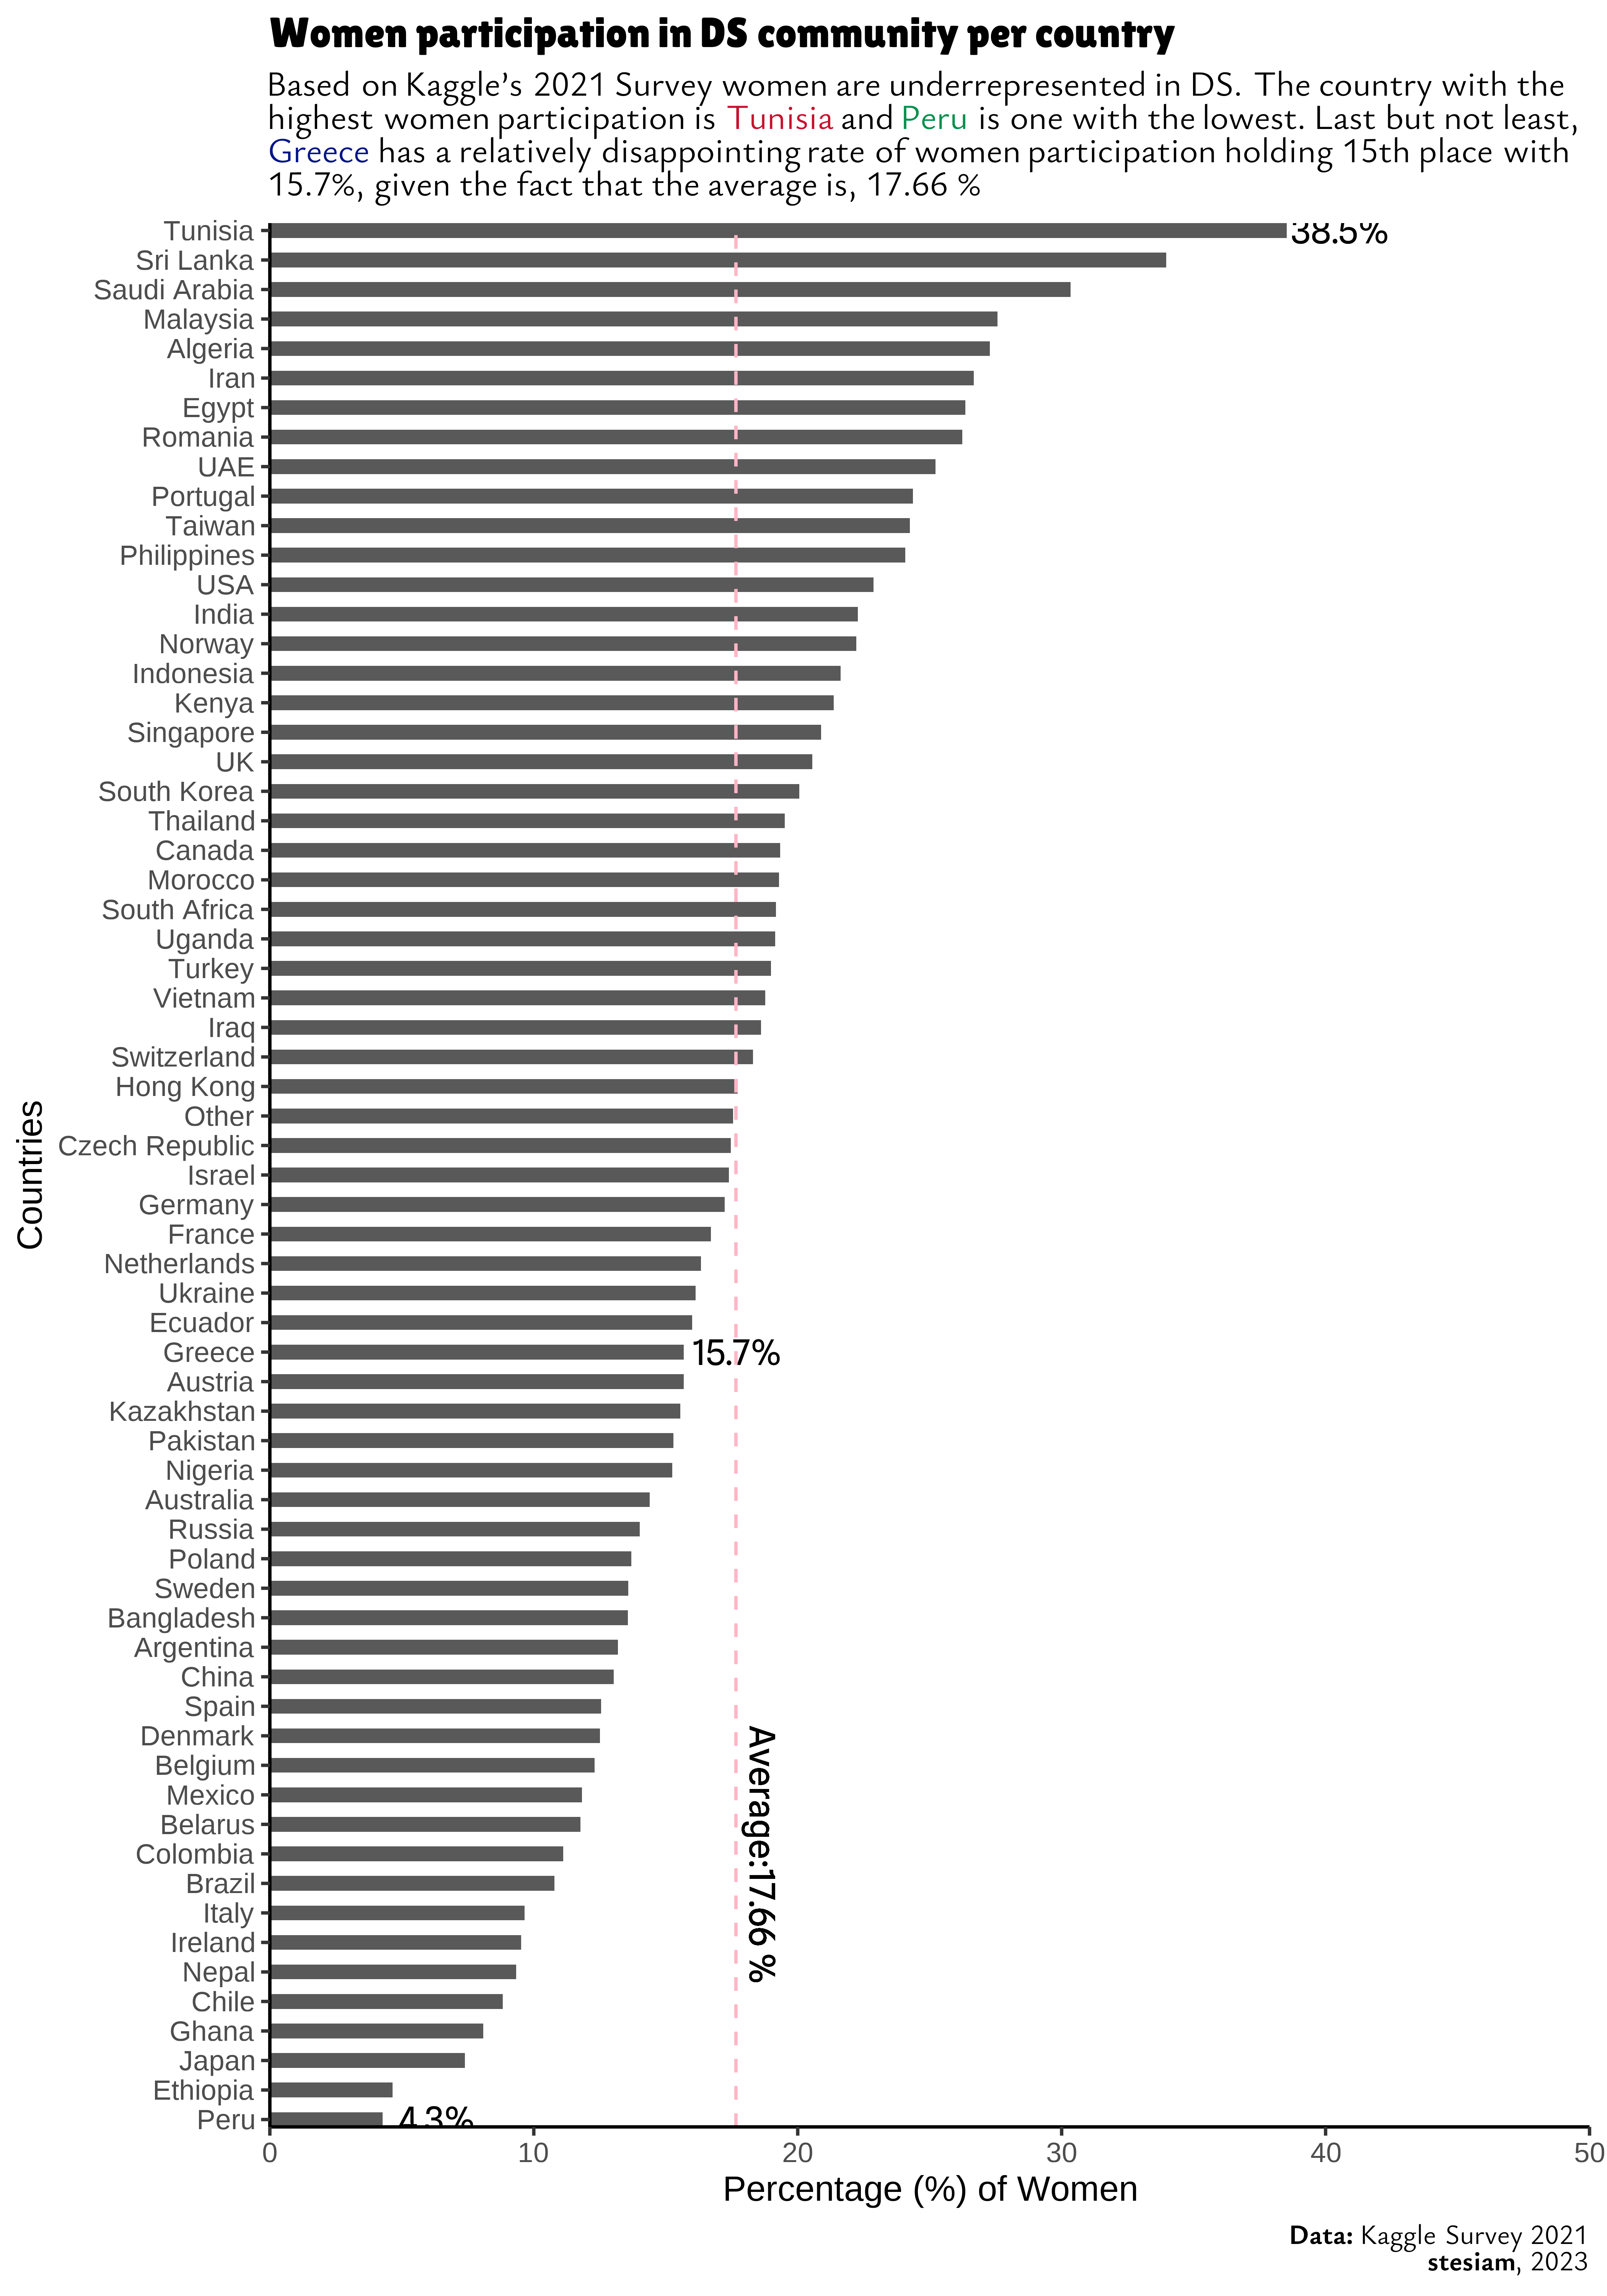 Women participation in DS community per country
Based on Kaggle's 2021 Survey women are underrepresented in DS. The country with the
highest women participation is Tunisia and Peru is one with the lowest. Last but not least,
Greece has a relatively disappointing rate of women participation holding 15th place with
15.7%, given the fact that the average is, 17.66 %
Tunisia
38.5%
Sri Lanka
Saudi Arabia
Malaysia
Algeria
Iran
Egypt
Romania
UAE
Portugal
Taiwan
Philippines
USA
India
Norway
Indonesia
Kenya
Singapore
UK
South Korea
Thailand
Canada
Morocco
South Africa
Uganda
Turkey
Vietnam
Iraq
Switzerland
Hong Kong
Other
Czech Republic
Israel
Germany
France
Netherlands
Ukraine
Ecuador
Greece
15.7%
Austria
Kazakhstan
Pakistan
Nigeria
Australia
Russia
Poland
Sweden
Bangladesh
Argentina
China
Spain
Denmark
Belgium
Mexico
Belarus
Colombia
Brazil
Italy
Ireland
Nepal
Chile
Ghana
Japan
Ethiopia
Peru
4.3%
Countries
Average:17.66 %
0 10 20 30 40 50
Percentage (%) of Women
Data: Kaggle Survey 2021
stesiam, 2023